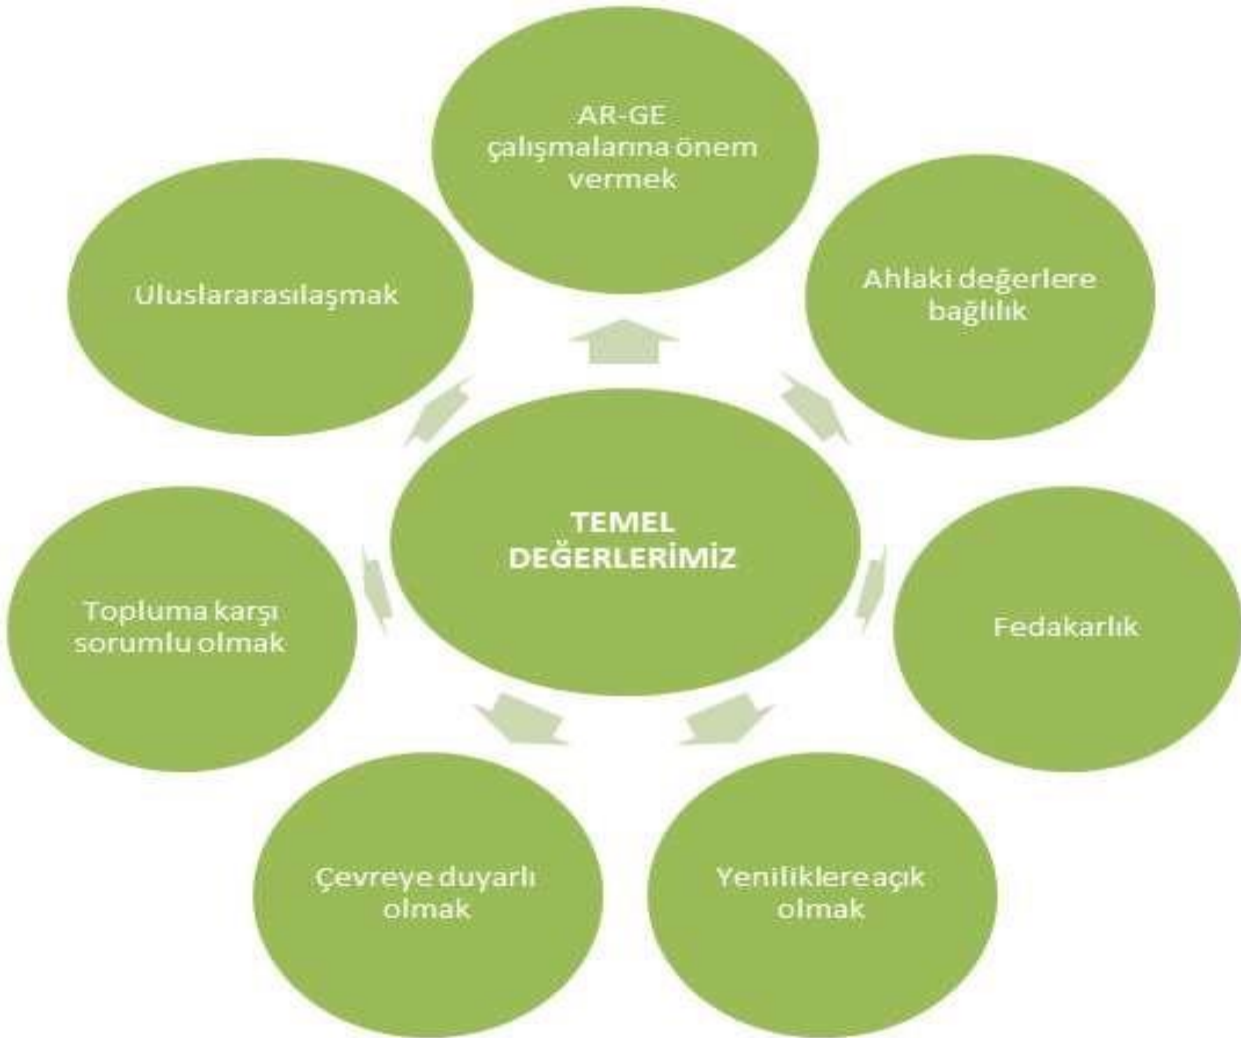 AR-GE
çalışmalarına önem
vermek
Ahlaki değerlere
bağlılık
Fedakarlık
Yeniliklere açık
olmak
Çevreye duyarlı
olmak
Topluma karşı
sorumlu olmak
Uluslararasılaşmak
TEMEL
DEĞERLERİMİZ